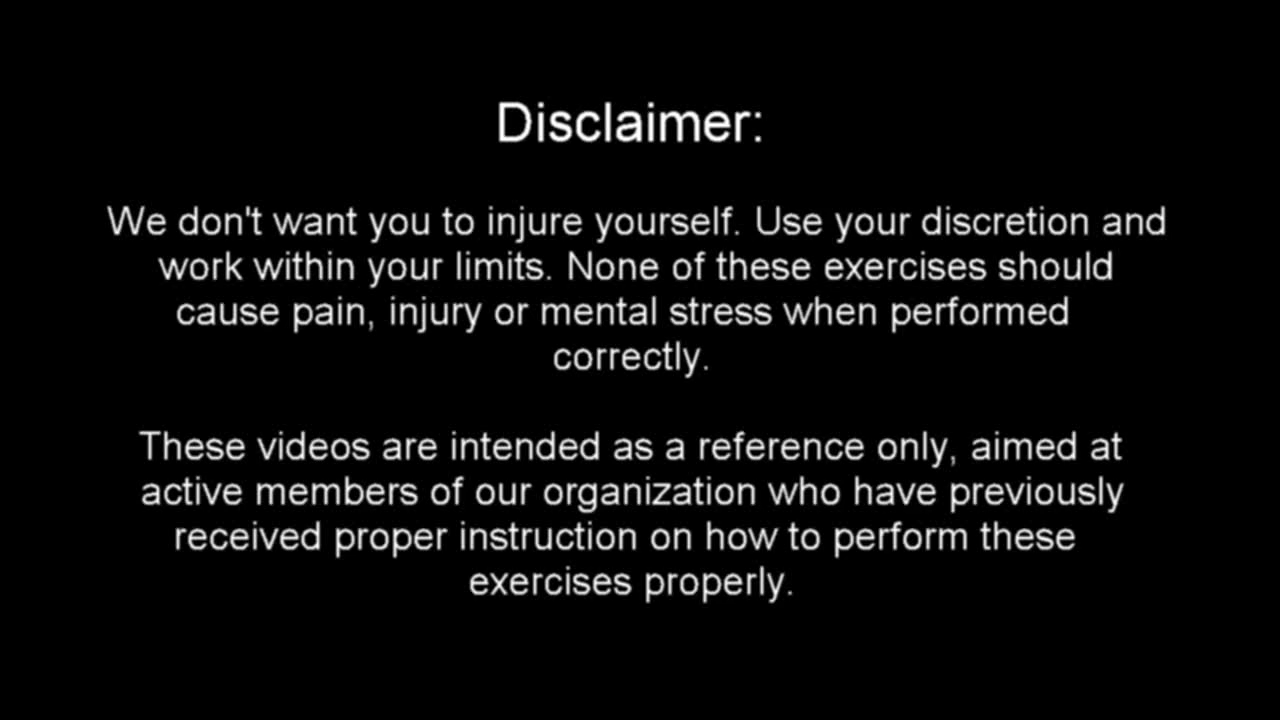 Disclaimer:
We don't want you to injure yourself. Use your discretion and
work within your limits. None of these exercises should
cause pain, injury or mental stress when performed
correctly.
These videos are intended as a reference only, aimed at
active members of our organization who have previously
received proper instruction on how to perform these
exercises properly.